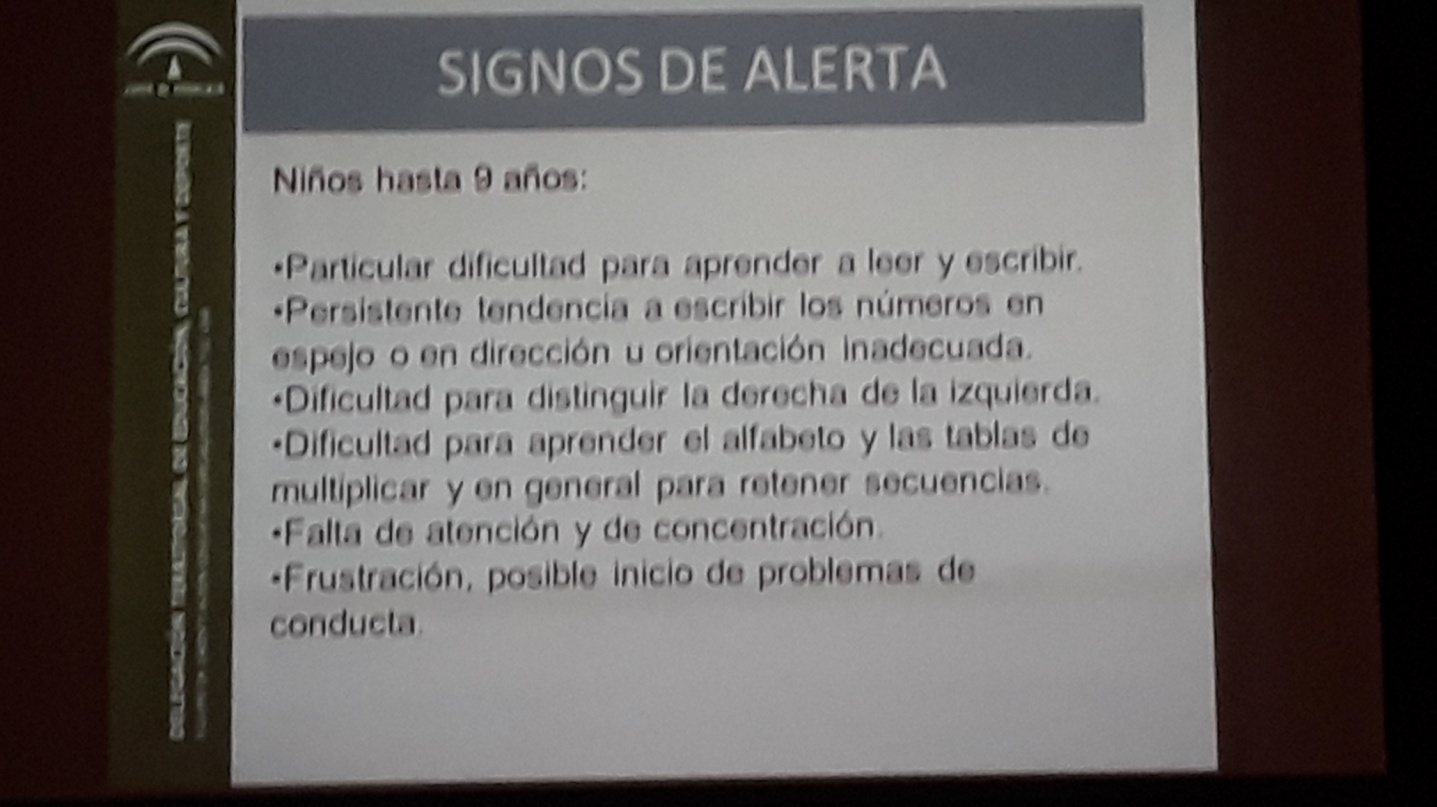 SIGNOS DE ALERTA
Niños hasta 9 años:
•Particular dificultad para aprender a leer y escribir.
•Persistente tendencia a escribir los números en
espejo o en dirección u orientación inadecuada.
•Dificultad para distinguir la derecha de la izquierda.
•Dificultad para aprender el alfabeto y las tablas de
multiplicar y en general para retener secuencias.
•Falta de atención y de concentración.
•Frustración, posible inicio de problemas de
conducta.